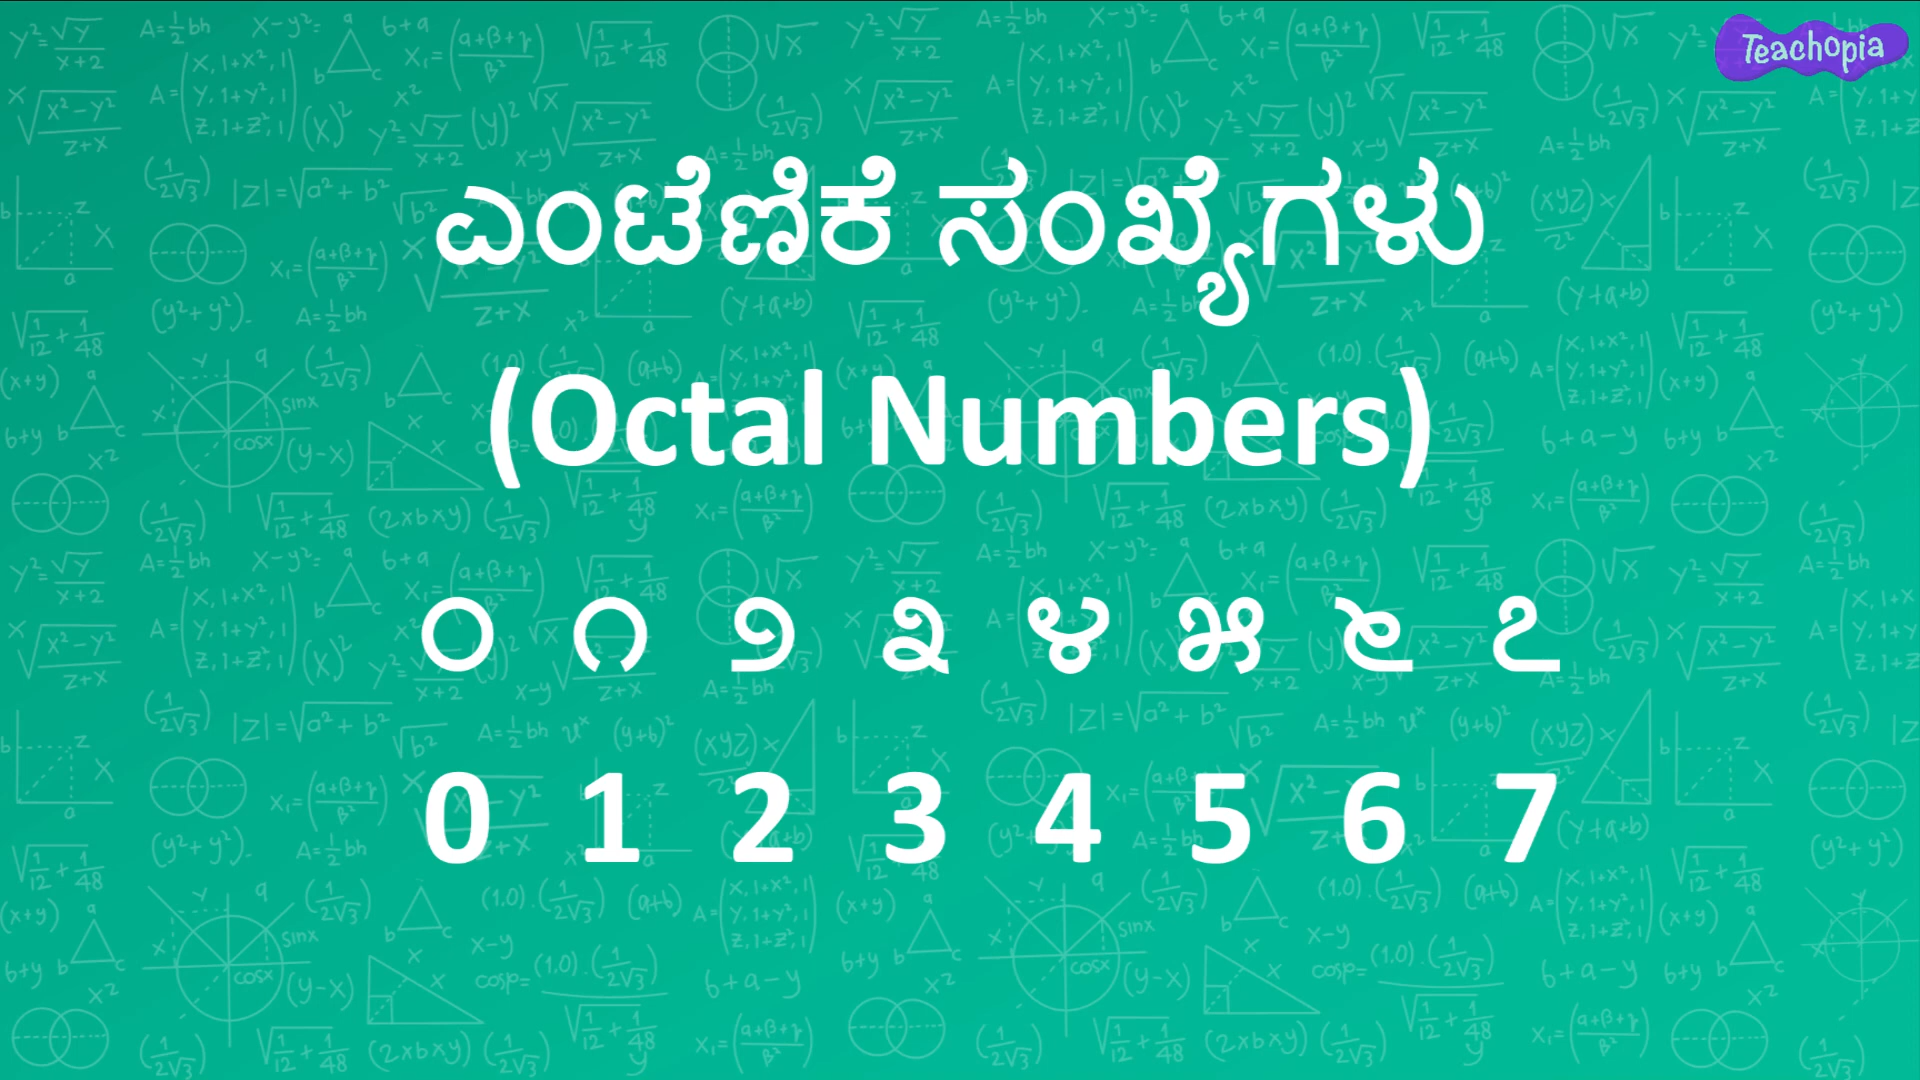 Teachopia
ಎಂಟೆಣಿಕೆ ಸಂಖ್ಯೆಗಳು
(Octal Numbers)
೦ ೧ ೨ ೩ ೪ ೫ ೬ ೭
0 1 2 3 4 5 6 7